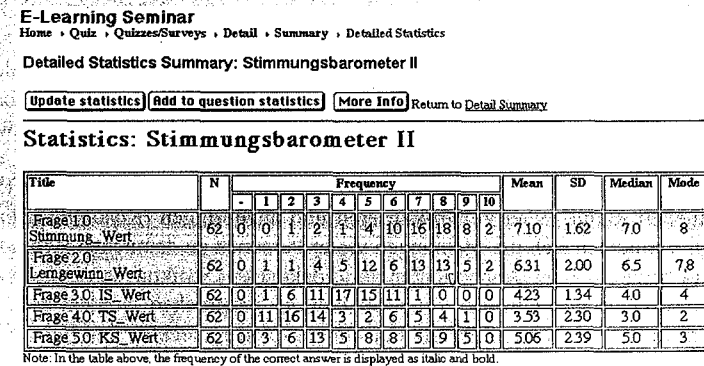 E-Learning Seminar
Home › Quiz › Quizzes/Surveys › Detail › Summary › Detailed Statistics
Detailed Statistics Summary: Stimmungsbarometer II
Update statistics Add to question statistics More Info Return to Detail Summary
Statistics: Stimmungsbarometer II
Title N Frequency Mean SD Median Mode
- 1 2 3 4 5 6 7 8 9 10
Frage 1.0:
Stimmung_Wert 62 0 0 1 2 1 4 10 16 18 8 2 7.10 1.62 7.0 8
Frage 2.0:
Lerngewinn_Wert 62 0 1 1 4 5 12 6 13 13 5 2 6.31 2.00 6.5 7,8
Frage 3.0: IS_Wert 62 0 1 6 11 17 15 11 1 0 0 0 4.23 1.34 4.0 4
Frage 4.0: TS_Wert 62 0 11 16 14 3 2 6 5 4 1 0 3.53 2.30 3.0 2
Frage 5.0: KS_Wert 62 0 3 6 13 5 8 8 5 9 5 0 5.06 2.39 5.0 3
Note: In the table above, the frequency of the correct answer is displayed as italic and bold.